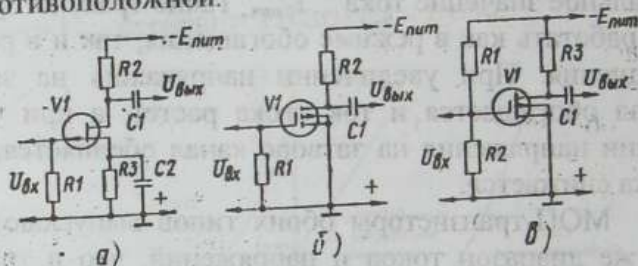 отивоположной.
-Eпит
-Eпит
-Eпит
R2
V1
Uвых
C1
Uвх
R1
R3
C2
+
а)
R2
V1
Uвых
C1
Uвх
R1
+
б)
R1
R3
V1
Uвых
C1
Uвх
R2
+
в)